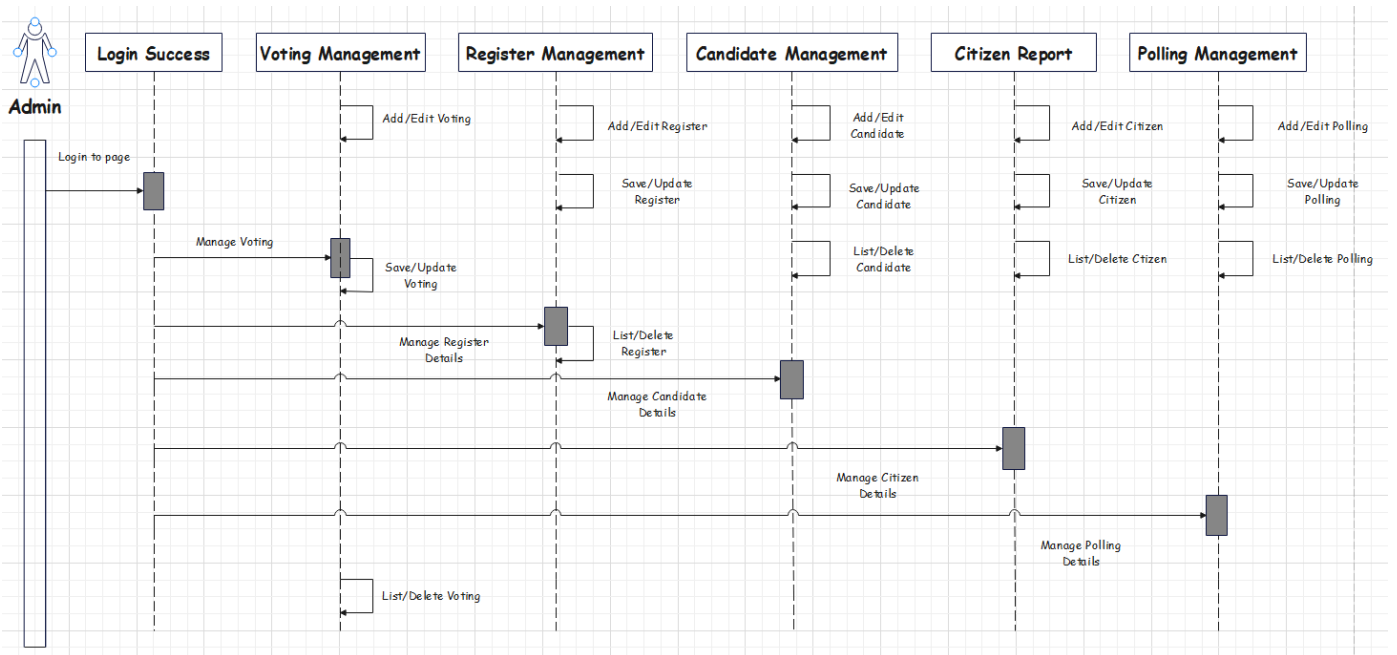 Login Success
Voting Management
Register Management
Candidate Management
Citizen Report
Polling Management
Admin
Add/Edit Voting
Add/Edit Register
Add/Edit
Candidate
Add/Edit Citizen
Add/Edit Polling
Login to page
Save/Update
Register
Save/Update
Candidate
Save/Update
Citizen
Save/Update
Polling
Manage Voting
Save/Update
Voting
List/Delete
Candidate
List/Delete Ctizen
List/Delete Polling
Manage Register
Details
List/Delete
Register
Manage Candidate
Details
Manage Citizen
Details
Manage Polling
Details
List/Delete Voting